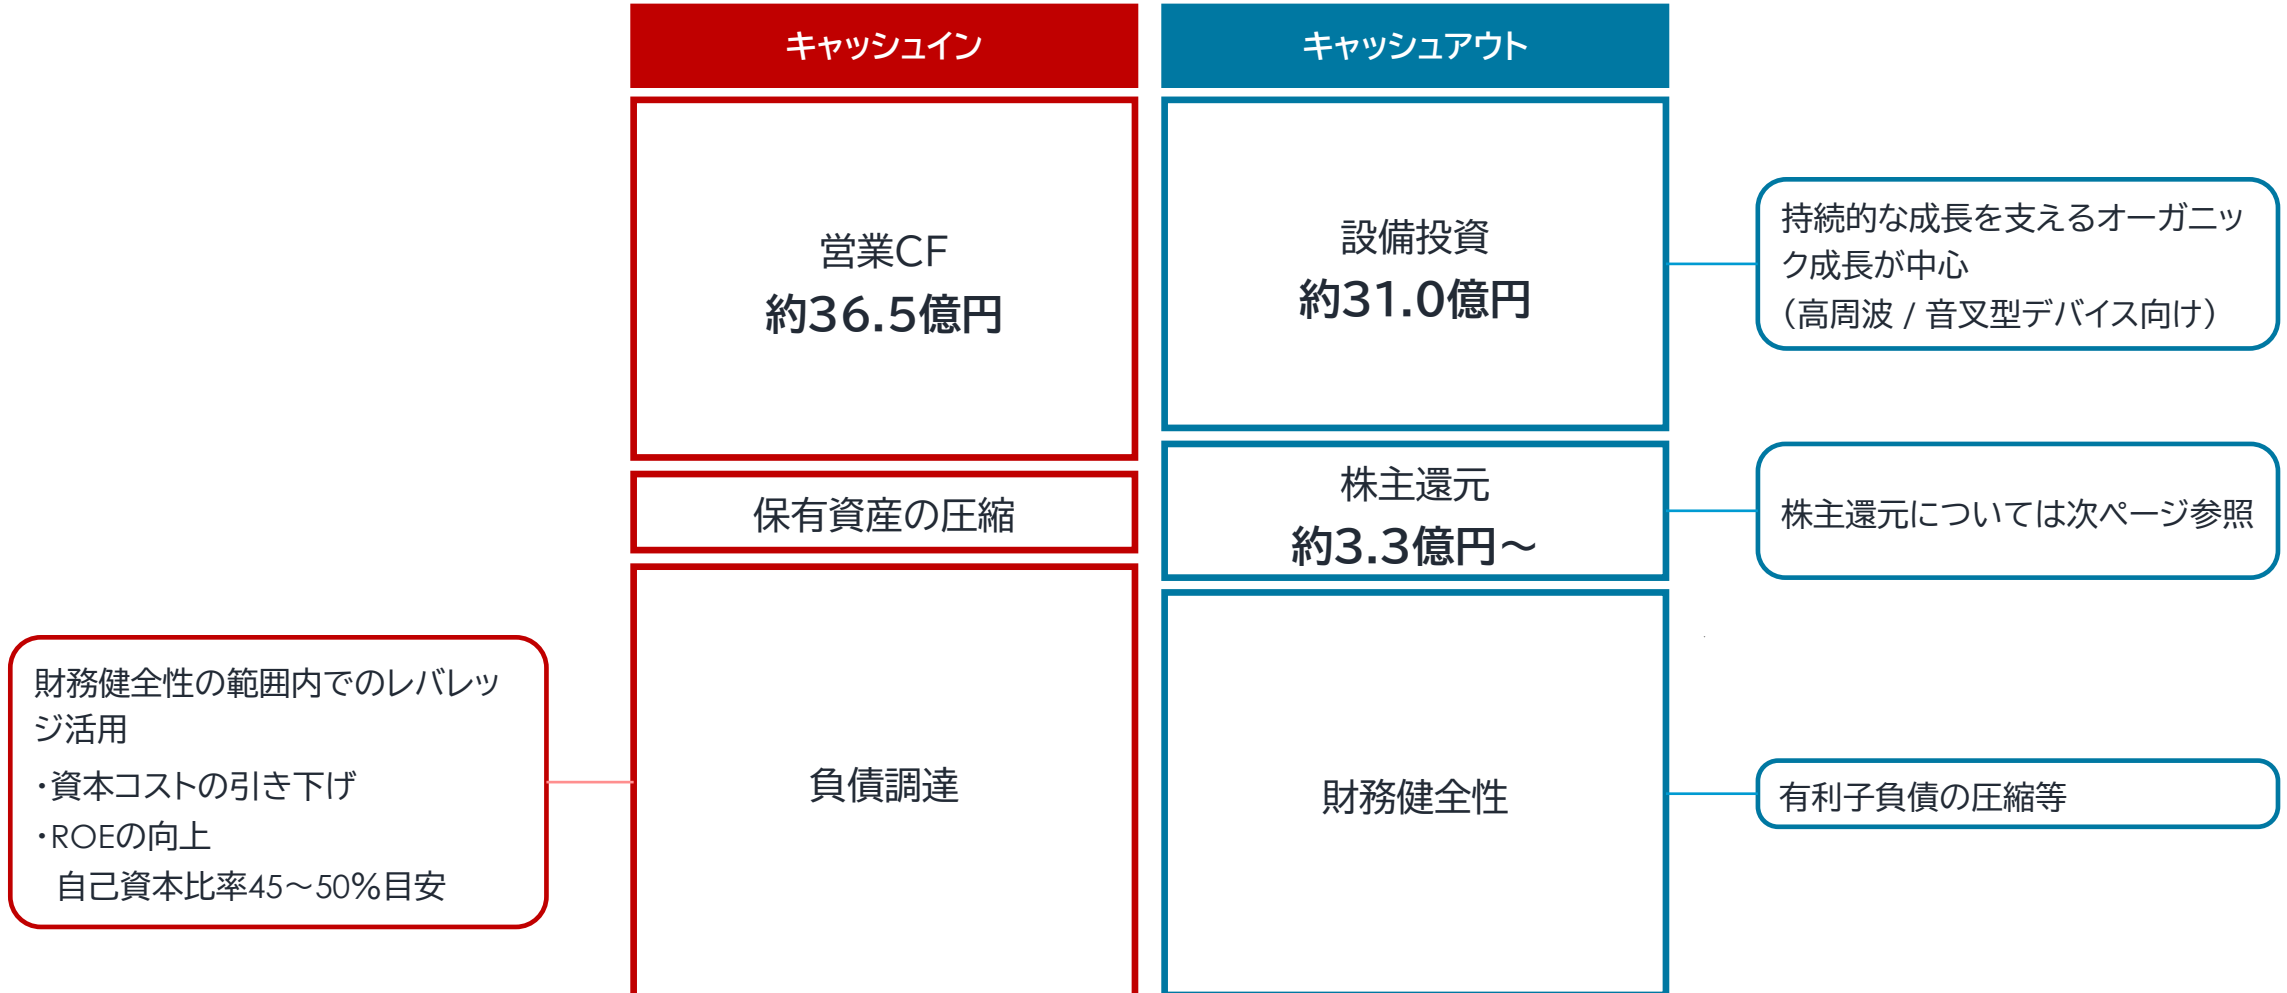 キャッシュイン
キャッシュアウト
営業CF
約36.5億円
設備投資
約31.0億円
持続的な成長を支えるオーガニッ
ク成長が中心
（高周波 / 音叉型デバイス向け）
保有資産の圧縮
株主還元
約3.3億円～
株主還元については次ページ参照
財務健全性の範囲内でのレバレッ
ジ活用
・資本コストの引き下げ
・ROEの向上
自己資本比率45～50％目安
負債調達
財務健全性
有利子負債の圧縮等